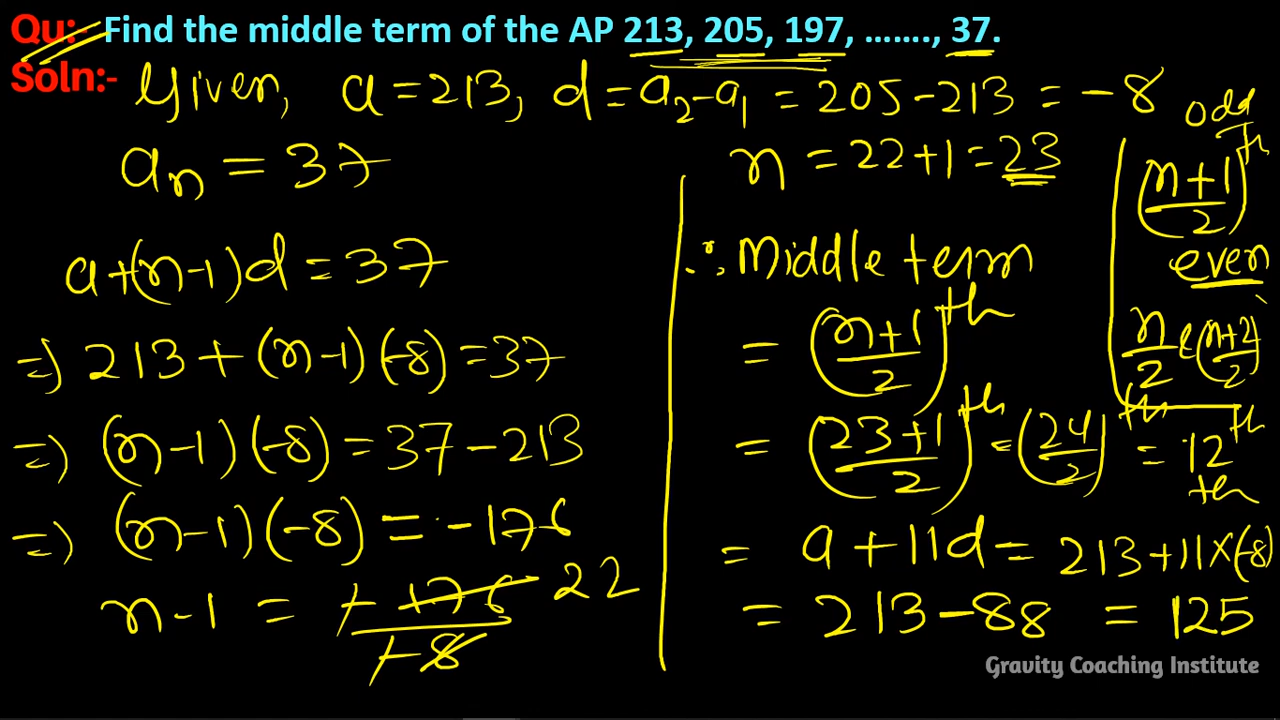 Qu:- Find the middle term of the AP 213, 205, 197, ......., 37.
Soln:- Given, a = 213, d = a₂ - a₁ = 205 - 213 = -8
aₙ = 37
a + (n-1)d = 37
=> 213 + (n-1)(-8) = 37
=> (n-1)(-8) = 37 - 213
=> (n-1)(-8) = -176
n-1 = -176/-8 22
n = 22 + 1 = 23
∴ Middle term
= ((n+1)/2)th
= ((23+1)/2)th = (24/2)th = 12th
th
= a + 11d = 213 + 11×(-8)
= 213 - 88 = 125
odd
((n+1)/2)th
even
n/2 & ((n+2)/2)
Gravity Coaching Institute